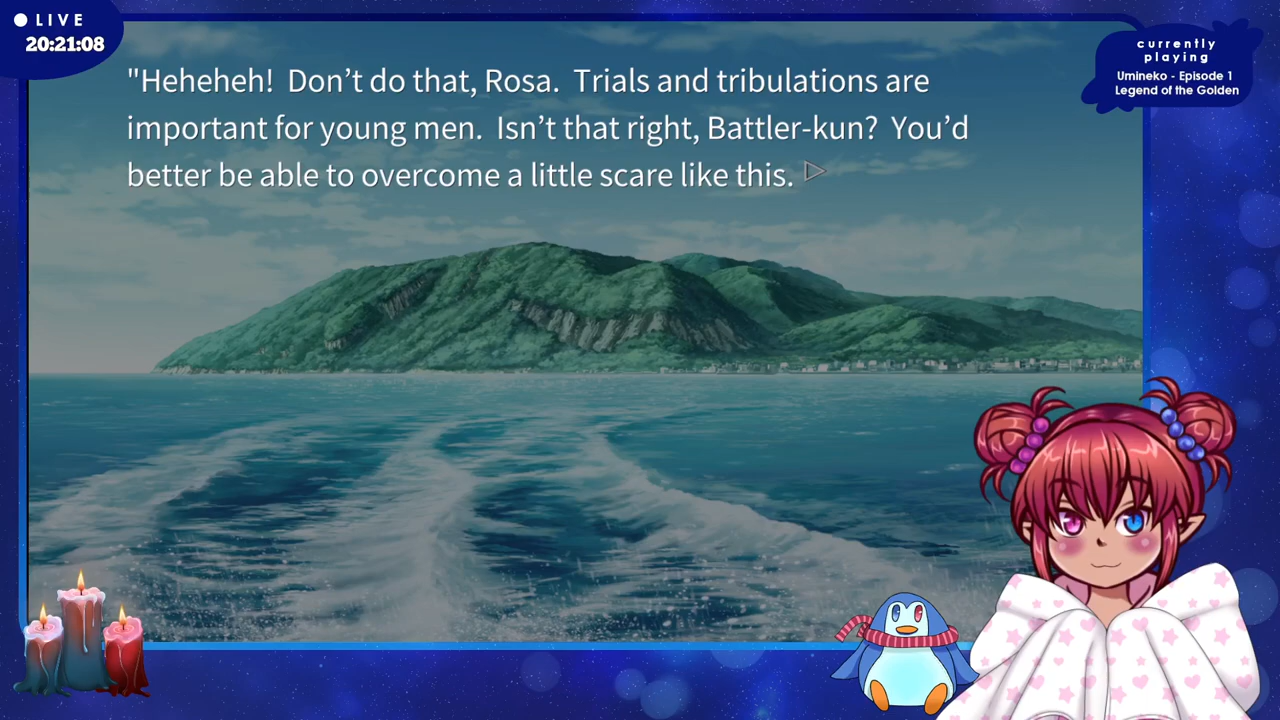 LIVE
20:21:08
currently
playing
Umineko - Episode 1
Legend of the Golden
"Heheheh!  Don’t do that, Rosa.  Trials and tribulations are
important for young men.  Isn’t that right, Battler-kun?  You’d
better be able to overcome a little scare like this.